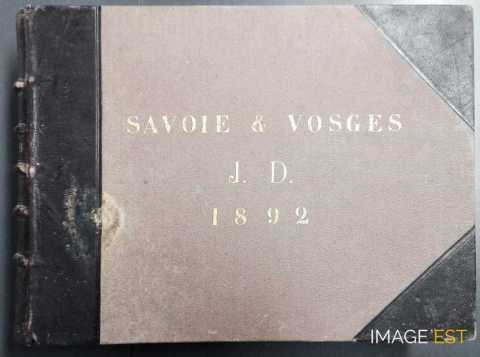 SAVOIE & VOSGES
J. D.
1892
IMAGE'EST